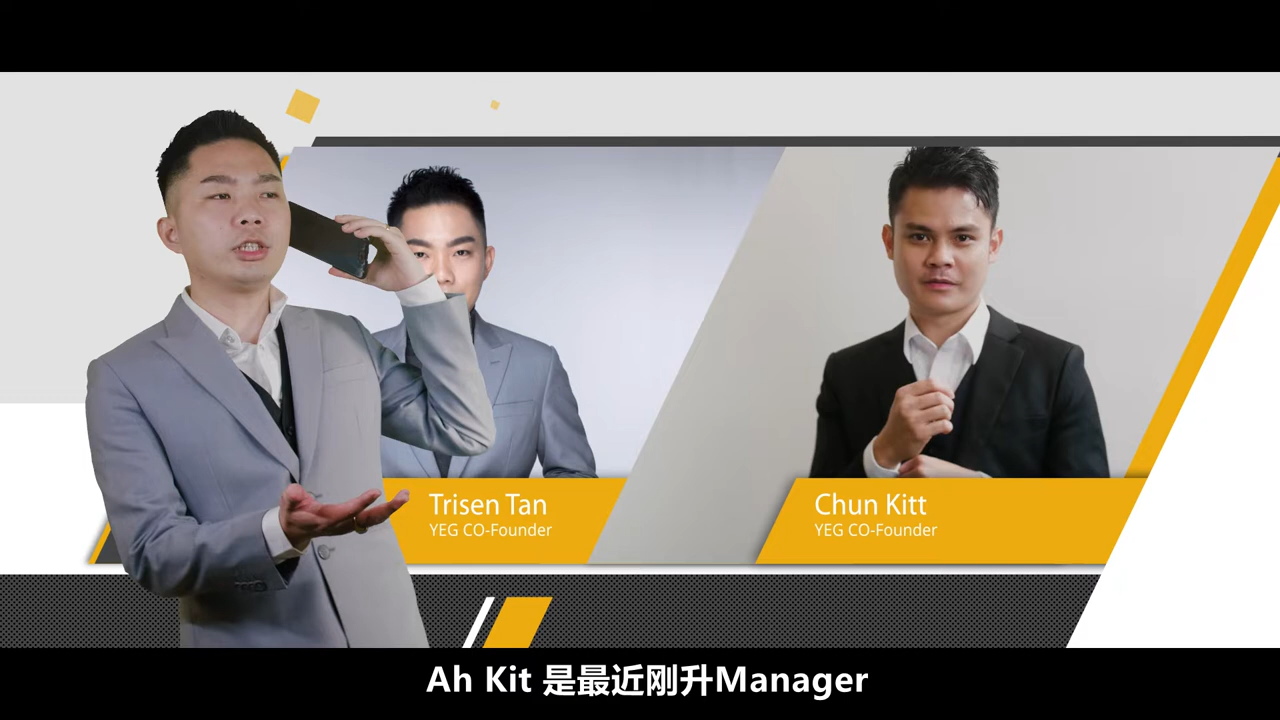 Trisen Tan
YEG CO-Founder
Chun Kitt
YEG CO-Founder
Ah Kit 是最近刚升Manager